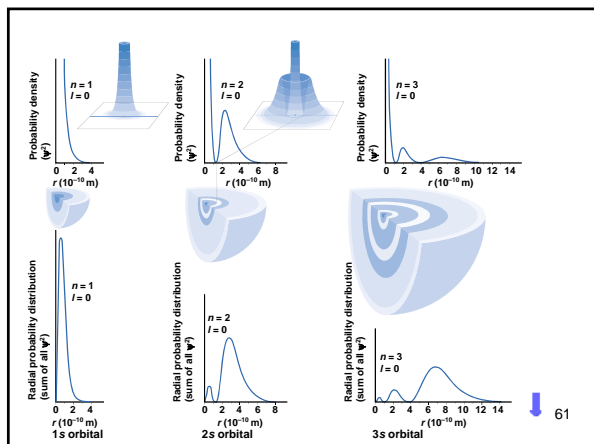 Probability density
(ψ²)
n = 1
l = 0
0 2 4
r (10⁻¹⁰ m)
Probability density
(ψ²)
n = 2
l = 0
0 2 4 6 8
r (10⁻¹⁰ m)
Probability density
(ψ²)
n = 3
l = 0
0 2 4 6 8 10 12 14
r (10⁻¹⁰ m)
Radial probability distribution
(sum of all ψ²)
n = 1
l = 0
0 2 4
r (10⁻¹⁰ m)
1s orbital
Radial probability distribution
(sum of all ψ²)
n = 2
l = 0
0 2 4 6 8
r (10⁻¹⁰ m)
2s orbital
Radial probability distribution
(sum of all ψ²)
n = 3
l = 0
0 2 4 6 8 10 12 14
r (10⁻¹⁰ m)
3s orbital
61